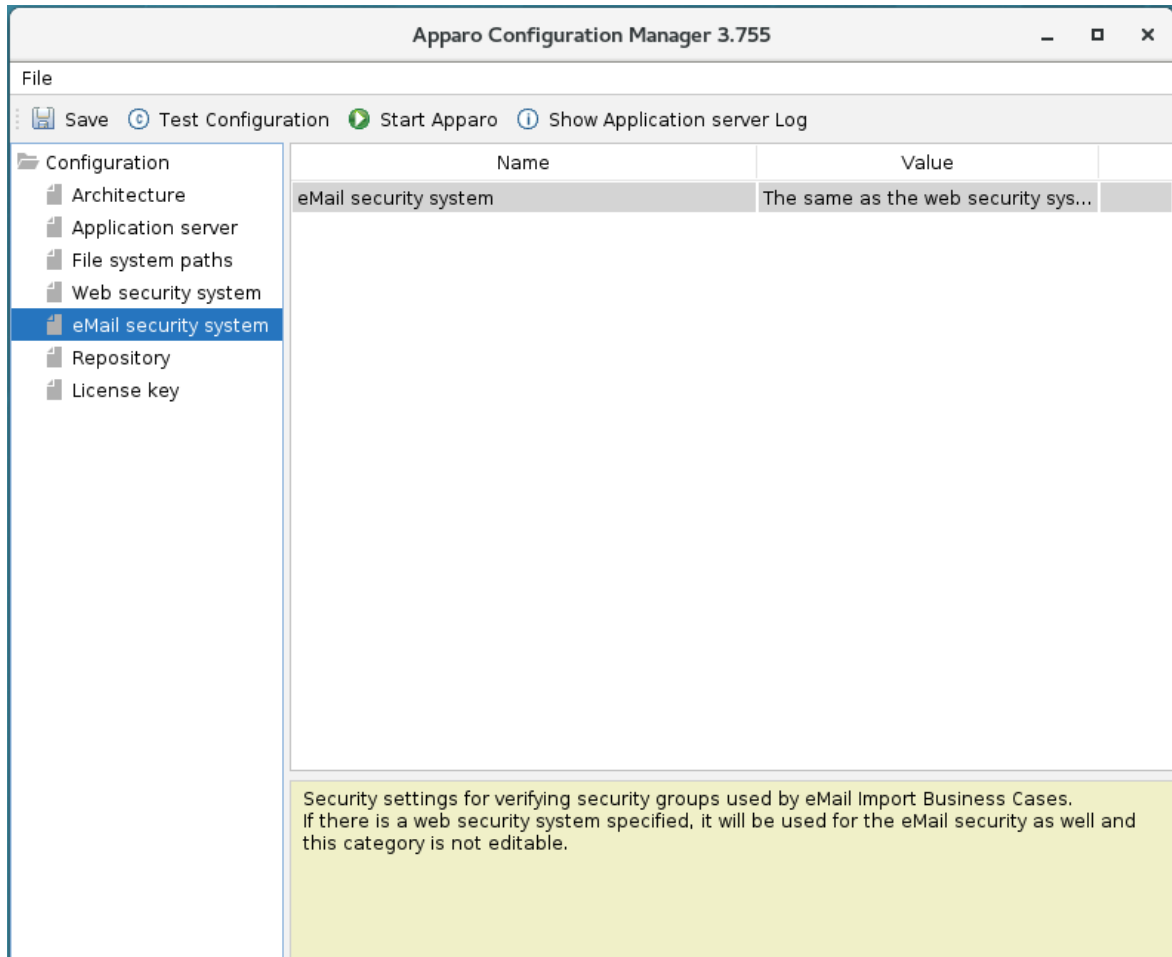 Apparo Configuration Manager 3.755
File
Save Test Configuration Start Apparo Show Application server Log
Configuration
Architecture
Application server
File system paths
Web security system
eMail security system
Repository
License key
Name Value
eMail security system The same as the web security sys...
Security settings for verifying security groups used by eMail Import Business Cases.
If there is a web security system specified, it will be used for the eMail security as well and
this category is not editable.